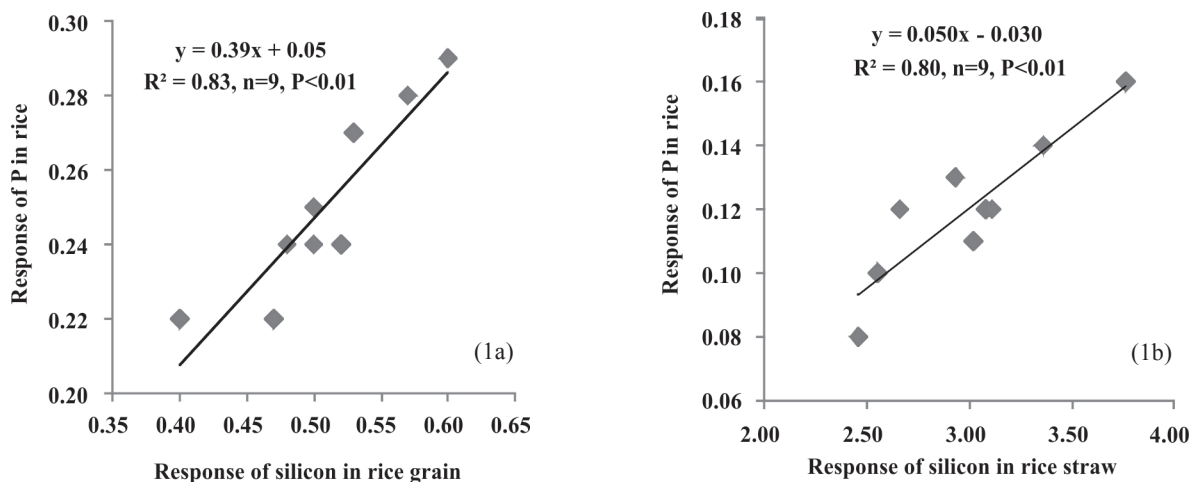 0.30
0.28
0.26
0.24
0.22
0.20
Response of P in rice
y = 0.39x + 0.05
R² = 0.83, n=9, P<0.01
(1a)
0.35 0.40 0.45 0.50 0.55 0.60 0.65
Response of silicon in rice grain
0.18
0.16
0.14
0.12
0.10
0.08
0.06
Response of P in rice
y = 0.050x - 0.030
R² = 0.80, n=9, P<0.01
(1b)
2.00 2.50 3.00 3.50 4.00
Response of silicon in rice straw